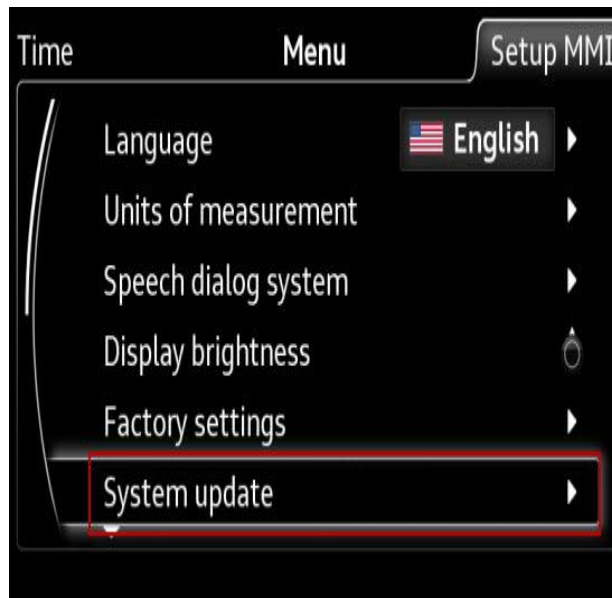 Time Menu Setup MMI
Language English
Units of measurement
Speech dialog system
Display brightness
Factory settings
System update